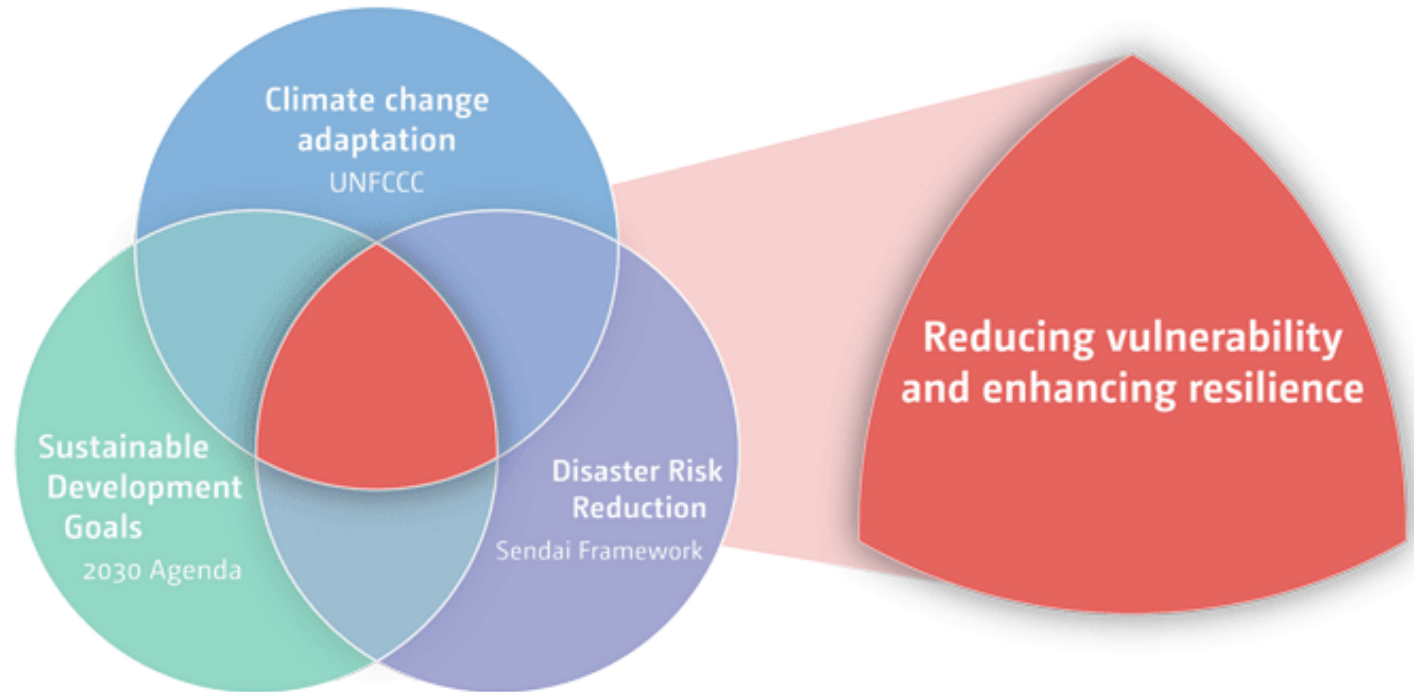 Climate change
adaptation
UNFCCC
Sustainable
Development
Goals
2030 Agenda
Disaster Risk
Reduction
Sendai Framework
Reducing vulnerability
and enhancing resilience